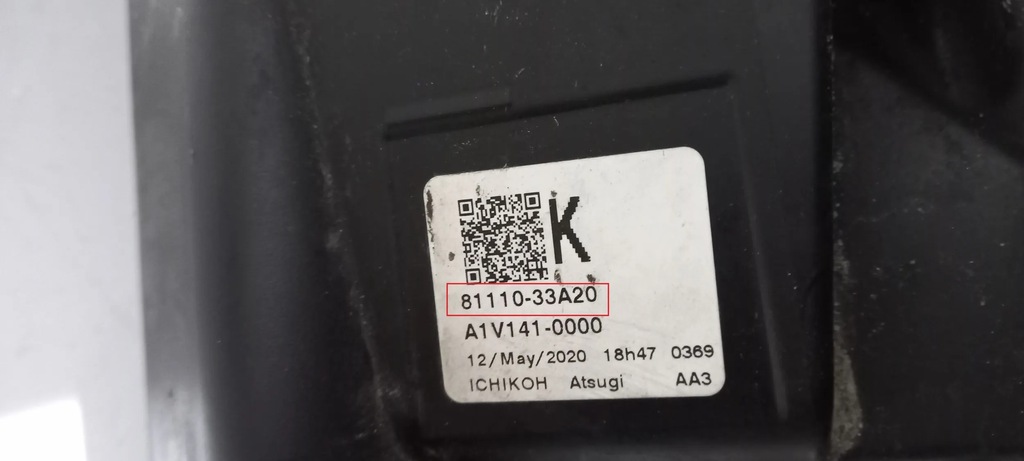 K
81110-33A20
A1V141-0000
12/May/2020 18h47 0369
ICHIKOH Atsugi AA3